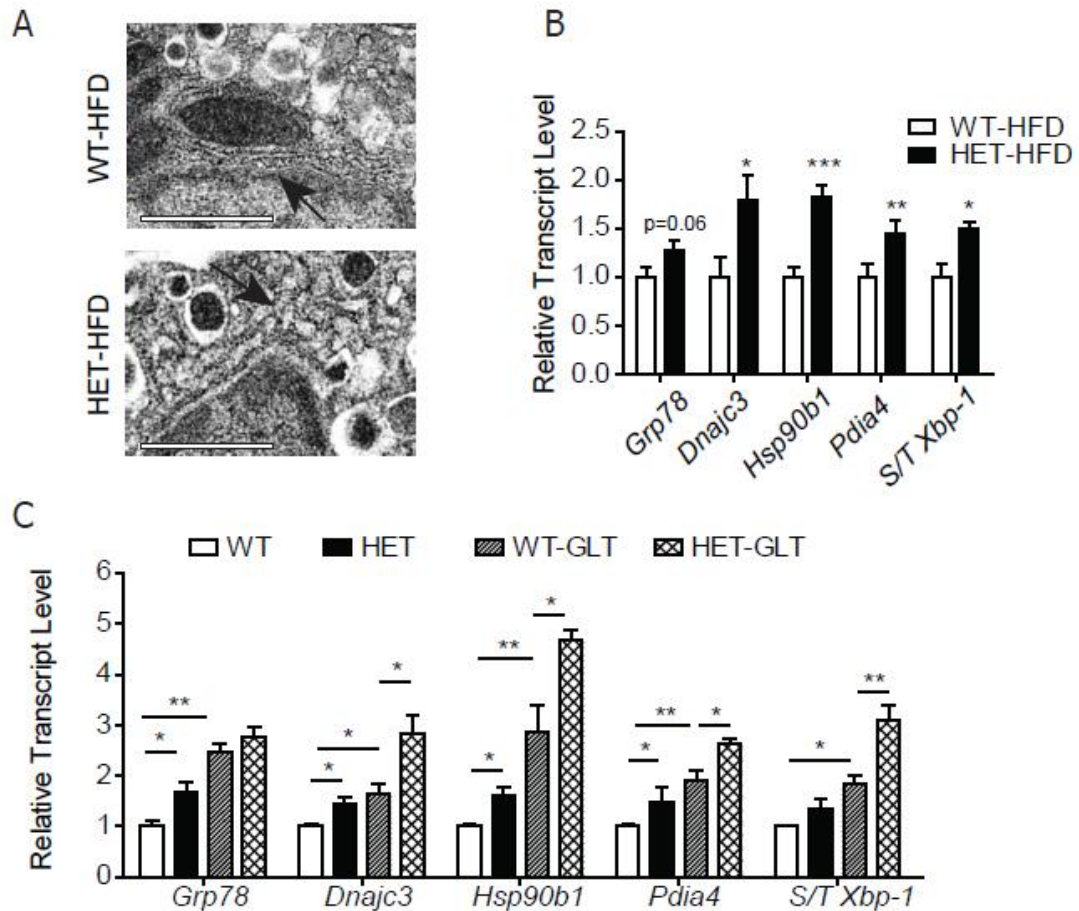 A
WT-HFD
HET-HFD
B
WT-HFD
HET-HFD
Relative Transcript Level
2.5
2.0
1.5
1.0
0.5
0.0
p=0.06
*
***
**
*
Grp78
Dnajc3
Hsp90b1
Pdia4
S/T Xbp-1
C
WT
HET
WT-GLT
HET-GLT
Relative Transcript Level
6
5
4
3
2
1
0
**
*
*
*
*
*
**
*
**
*
*
**
*
Grp78
Dnajc3
Hsp90b1
Pdia4
S/T Xbp-1